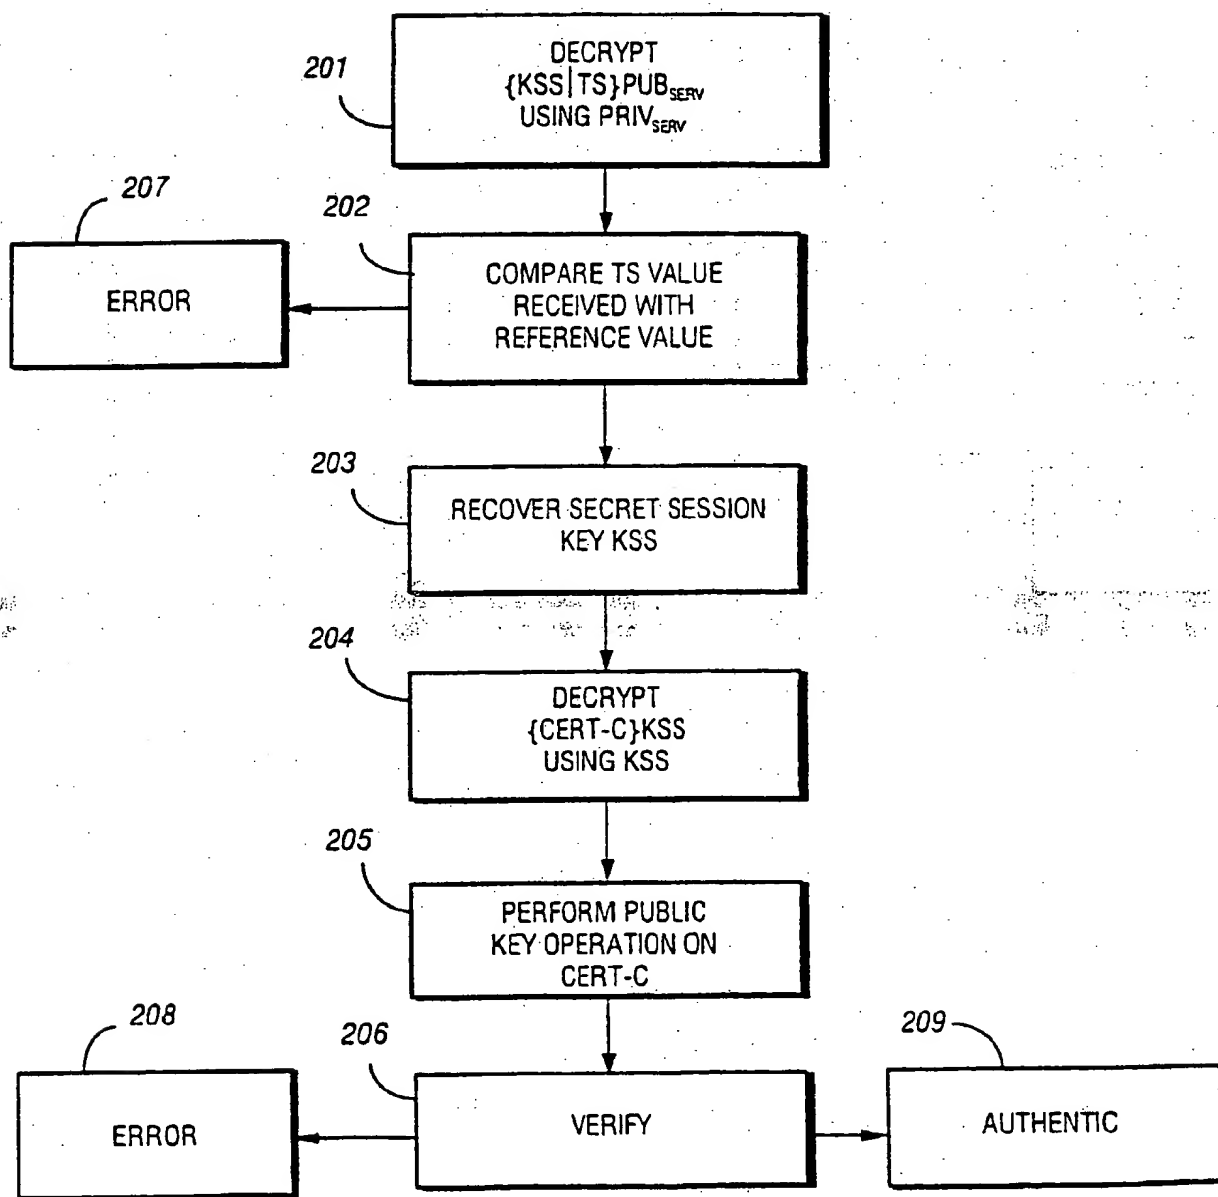 201
DECRYPT
{KSS|TS}PUBSERV
USING PRIVSERV
207
ERROR
202
COMPARE TS VALUE
RECEIVED WITH
REFERENCE VALUE
203
RECOVER SECRET SESSION
KEY KSS
204
DECRYPT
{CERT-C}KSS
USING KSS
205
PERFORM PUBLIC
KEY OPERATION ON
CERT-C
208
ERROR
206
VERIFY
209
AUTHENTIC